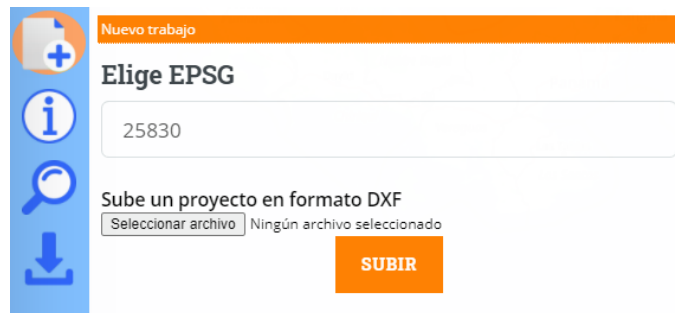 Nuevo trabajo
Elige EPSG
25830
Sube un proyecto en formato DXF
Seleccionar archivo Ningún archivo seleccionado
SUBIR